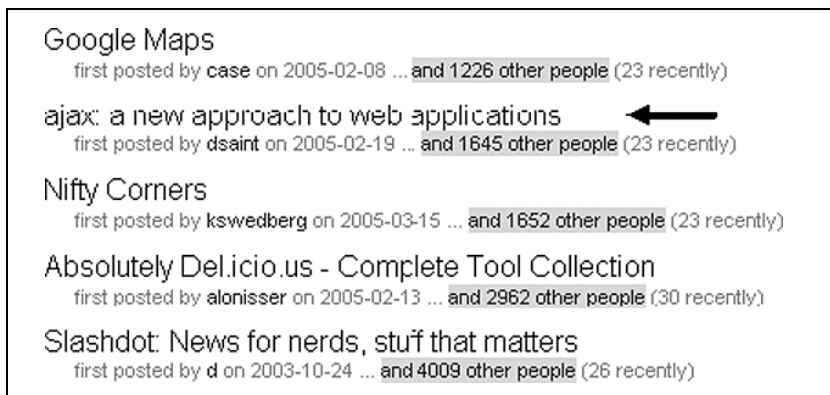 Google Maps
first posted by case on 2005-02-08 ... and 1226 other people (23 recently)
ajax: a new approach to web applications
first posted by dsaint on 2005-02-19 ... and 1645 other people (23 recently)
Nifty Corners
first posted by kswedberg on 2005-03-15 ... and 1652 other people (23 recently)
Absolutely Del.icio.us - Complete Tool Collection
first posted by alonisser on 2005-02-13 ... and 2962 other people (30 recently)
Slashdot: News for nerds, stuff that matters
first posted by d on 2003-10-24 ... and 4009 other people (26 recently)